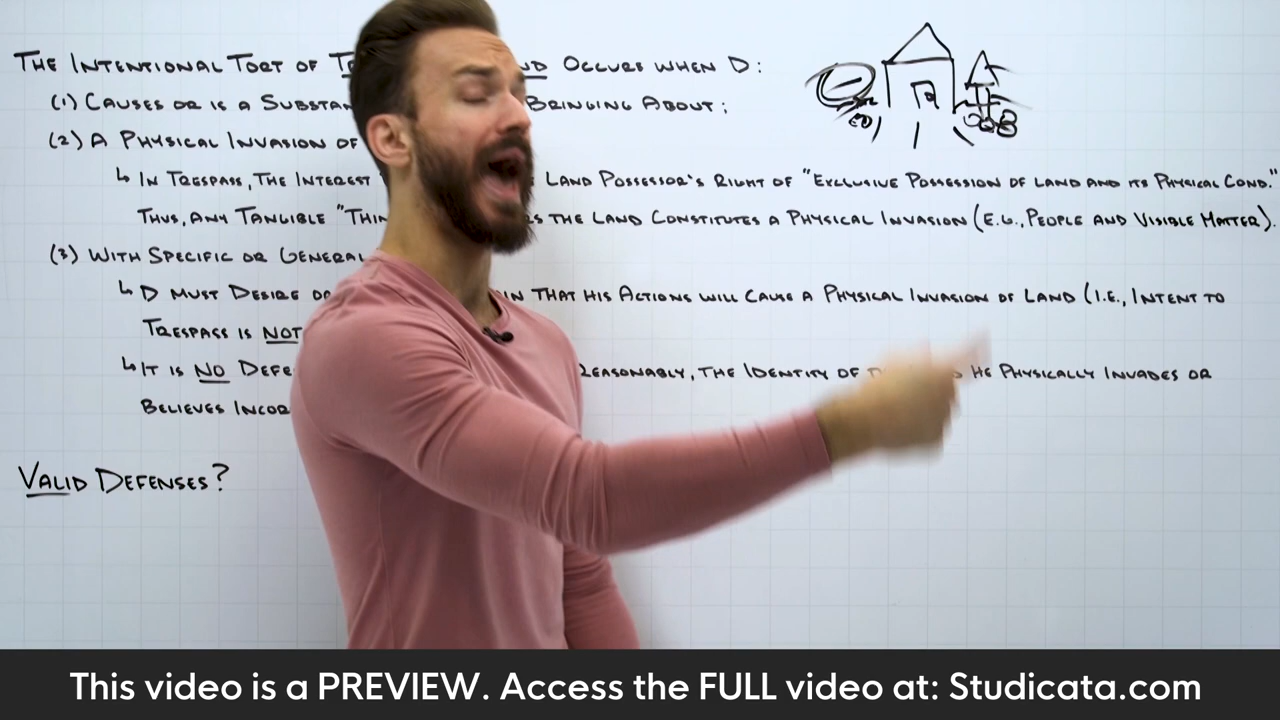 THE INTENTIONAL TORT OF T ND OCCURS WHEN D:
(1) CAUSES OR IS A SUBSTAN BRINGING ABOUT;
(2) A PHYSICAL INVASION OF
↳ IN TRESPASS, THE INTEREST LAND POSSESSOR'S RIGHT OF "EXCLUSIVE POSSESSION OF LAND AND ITS PHYSICAL COND."
THUS, ANY TANGIBLE "THIN S THE LAND CONSTITUTES A PHYSICAL INVASION (E.G., PEOPLE AND VISIBLE MATTER).
(3) WITH SPECIFIC OR GENERAL
↳ D MUST DESIRE OR IN THAT HIS ACTIONS WILL CAUSE A PHYSICAL INVASION OF LAND (I.E., INTENT TO
TRESPASS IS NOT
↳ IT IS NO DEFE REASONABLY, THE IDENTITY OF HE PHYSICALLY INVADES OR
BELIEVES INCOR
VALID DEFENSES?
This video is a PREVIEW. Access the FULL video at: Studicata.com